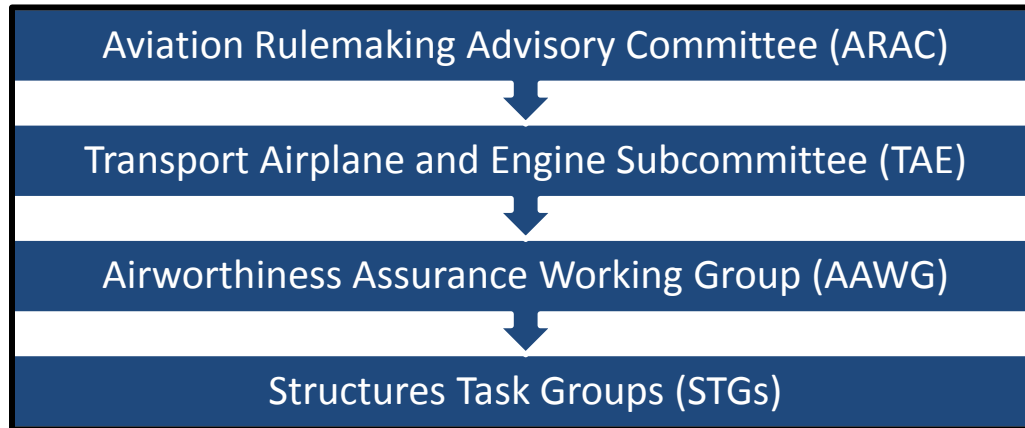 Aviation Rulemaking Advisory Committee (ARAC)
Transport Airplane and Engine Subcommittee (TAE)
Airworthiness Assurance Working Group (AAWG)
Structures Task Groups (STGs)